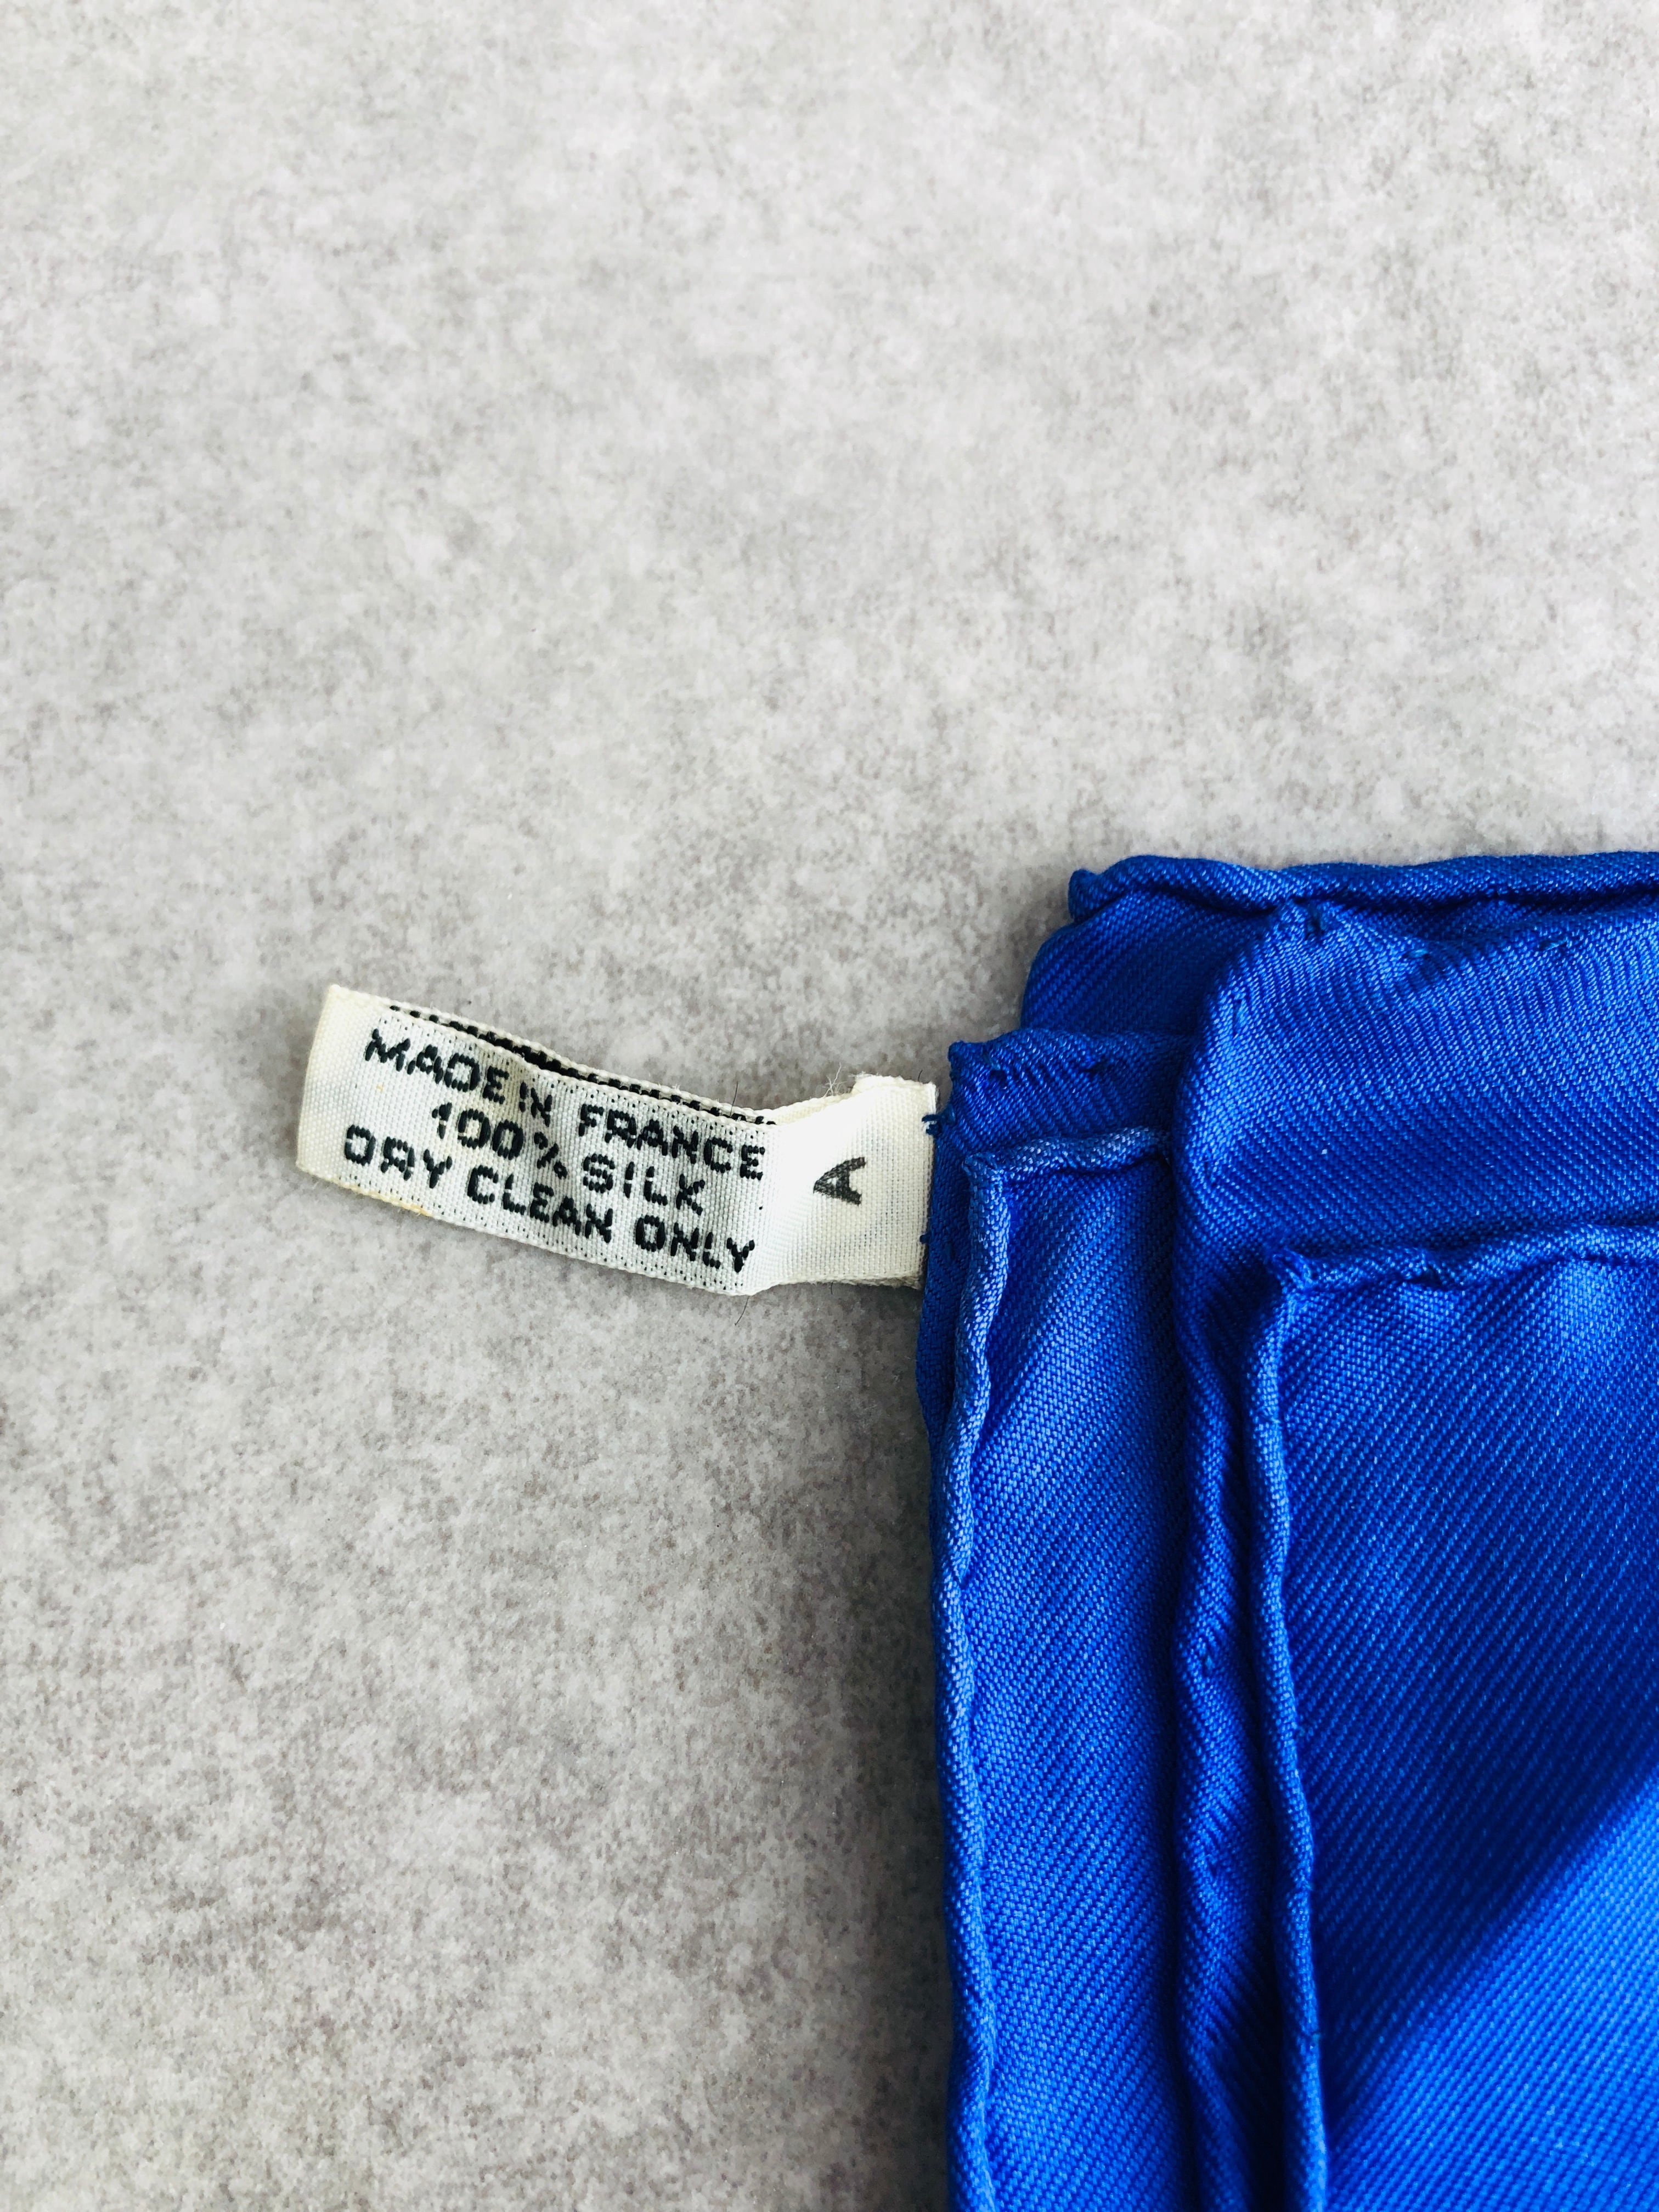 MADE IN FRANCE
100% SILK
DRY CLEAN ONLY
A